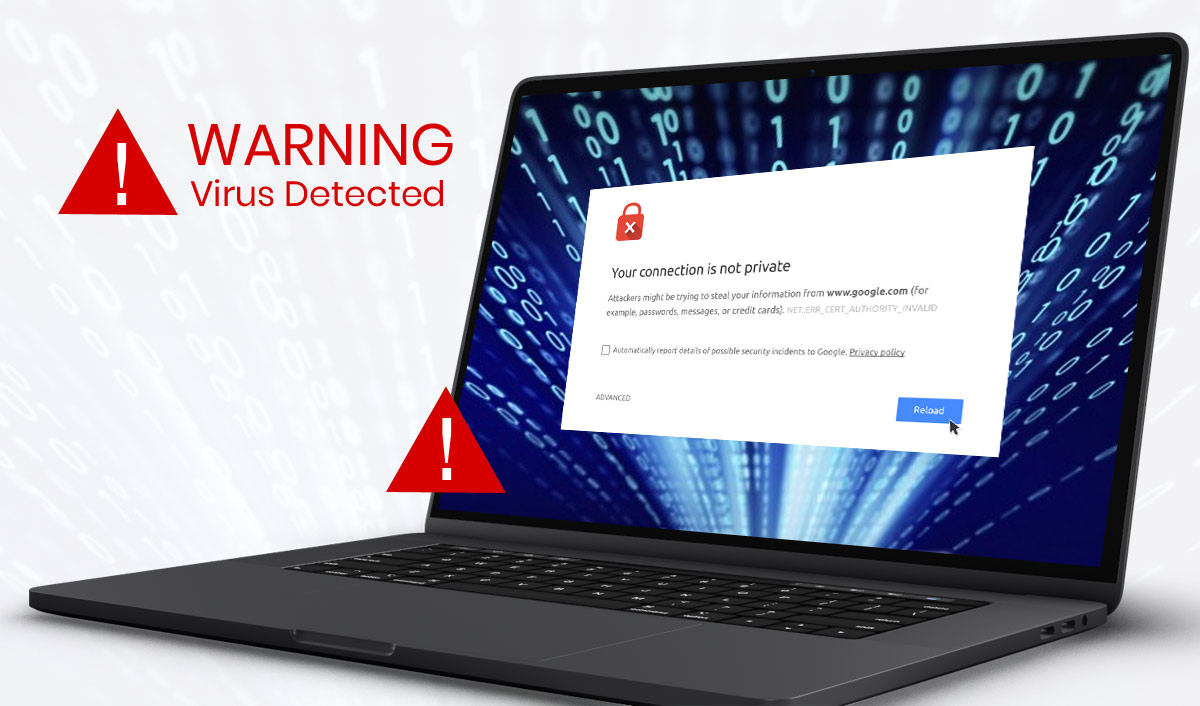 WARNING
Virus Detected
Your connection is not private
Attackers might be trying to steal your information from www.google.com (for
example, passwords, messages, or credit cards). NET::ERR_CERT_AUTHORITY_INVALID
Automatically report details of possible security incidents to Google. Privacy policy
ADVANCED
Reload